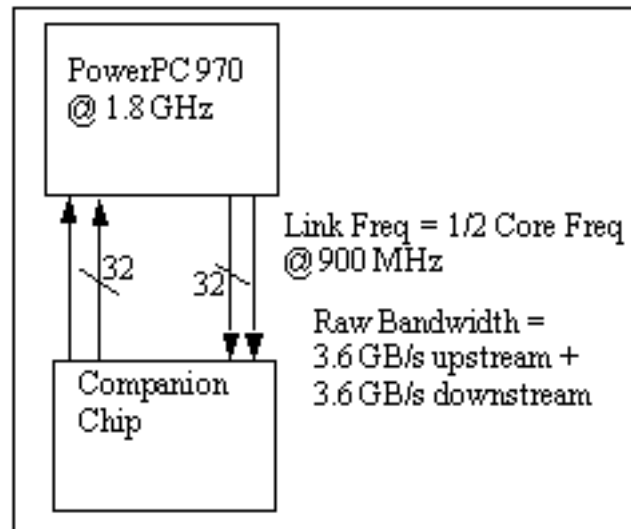 PowerPC 970
@ 1.8 GHz
32
32
Link Freq = 1/2 Core Freq
@ 900 MHz
Raw Bandwidth =
3.6 GB/s upstream +
3.6 GB/s downstream
Companion
Chip